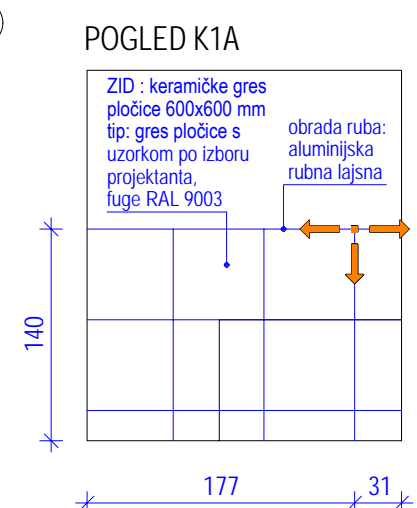 POGLED K1A
ZID : keramičke gres
pločice 600x600 mm
tip: gres pločice s
uzorkom po izboru
projektanta,
fuge RAL 9003
obrada ruba:
aluminijska
rubna lajsna
140
177
31